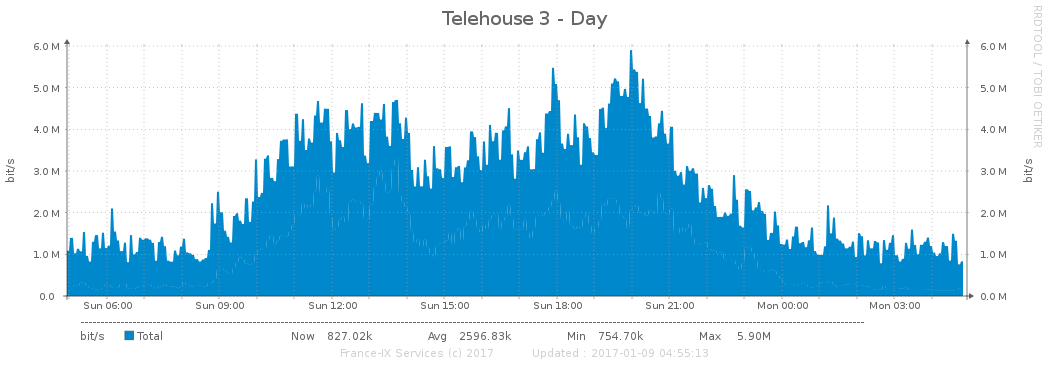 Telehouse 3 - Day
RRDTOOL / TOBI OETIKER
6.0 M 6.0 M
5.0 M 5.0 M
4.0 M 4.0 M
3.0 M 3.0 M
2.0 M 2.0 M
1.0 M 1.0 M
0.0 0.0 M
bit/s bit/s
Sun 06:00 Sun 09:00 Sun 12:00 Sun 15:00 Sun 18:00 Sun 21:00 Mon 00:00 Mon 03:00
bit/s Total Now 827.02k Avg 2596.83k Min 754.70k Max 5.90M
France-IX Services (c) 2017 Updated : 2017-01-09 04:55:13